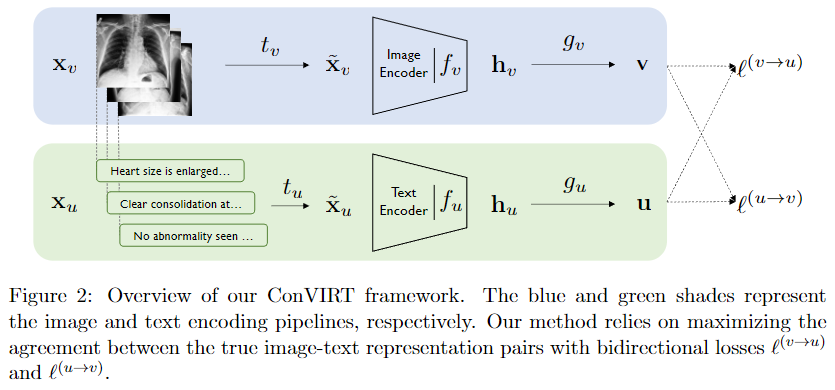 x_v t_v x̃_v Image Encoder f_v h_v g_v v ℓ^(v→u)
Heart size is enlarged...
x_u Clear consolidation at... t_u x̃_u Text Encoder f_u h_u g_u u ℓ^(u→v)
No abnormality seen ...
Figure 2: Overview of our ConVIRT framework. The blue and green shades represent
the image and text encoding pipelines, respectively. Our method relies on maximizing the
agreement between the true image-text representation pairs with bidirectional losses ℓ^(v→u)
and ℓ^(u→v).